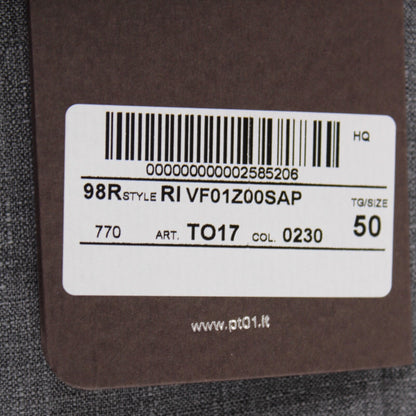 HQ
000000000002585206
98R STYLE RI VF01Z00SAP
TG/SIZE
770 ART. TO17 COL. 0230 50
www.pt01.it